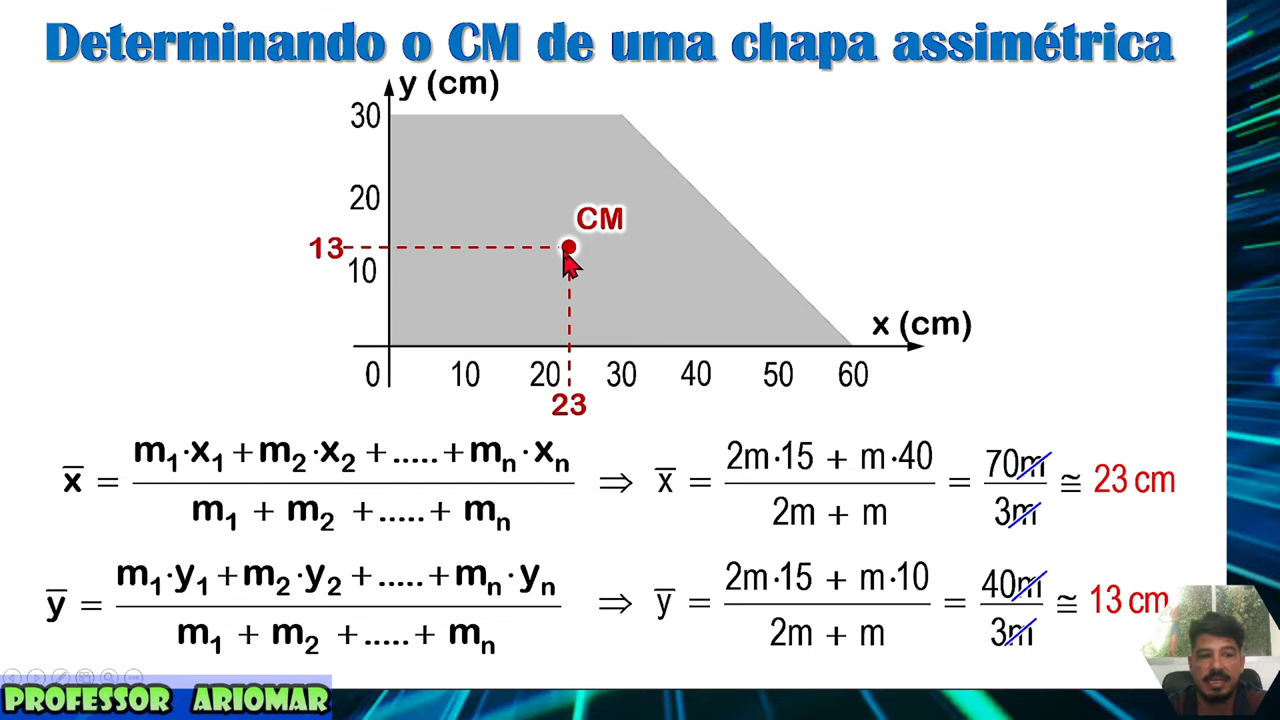 Determinando o CM de uma chapa assimétrica
y (cm)
30
20
CM
13
10
x (cm)
0 10 20 30 40 50 60
23
x̅ = (m₁·x₁+m₂·x₂ +.....+mₙ·xₙ)/(m₁ + m₂ +.....+ mₙ) ⇒ x̅ = (2m·15 + m·40)/(2m + m) = 70m/3m ≅ 23 cm
y̅ = (m₁·y₁+m₂·y₂ +.....+mₙ·yₙ)/(m₁ + m₂ +.....+ mₙ) ⇒ y̅ = (2m·15 + m·10)/(2m + m) = 40m/3m ≅ 13 cm
PROFESSOR ARIOMAR